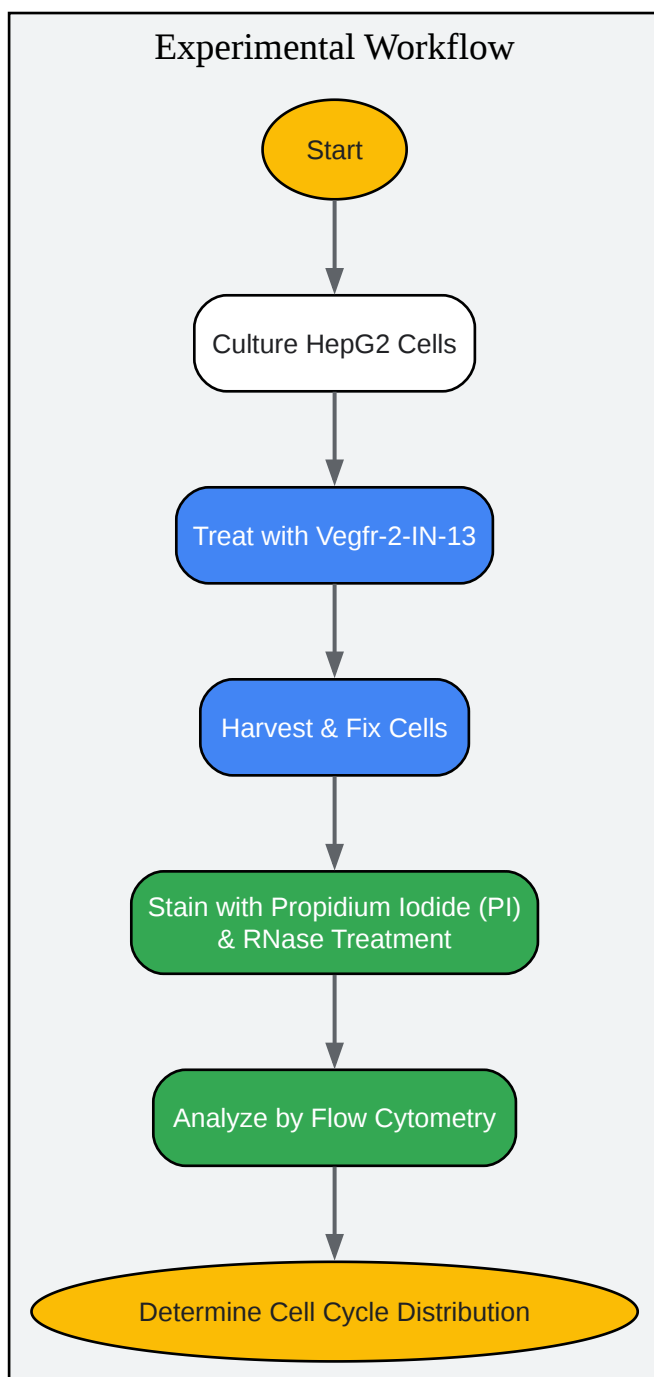 Experimental Workflow
Start
Culture HepG2 Cells
Treat with Vegfr-2-IN-13
Harvest & Fix Cells
Stain with Propidium Iodide (PI)
& RNase Treatment
Analyze by Flow Cytometry
Determine Cell Cycle Distribution